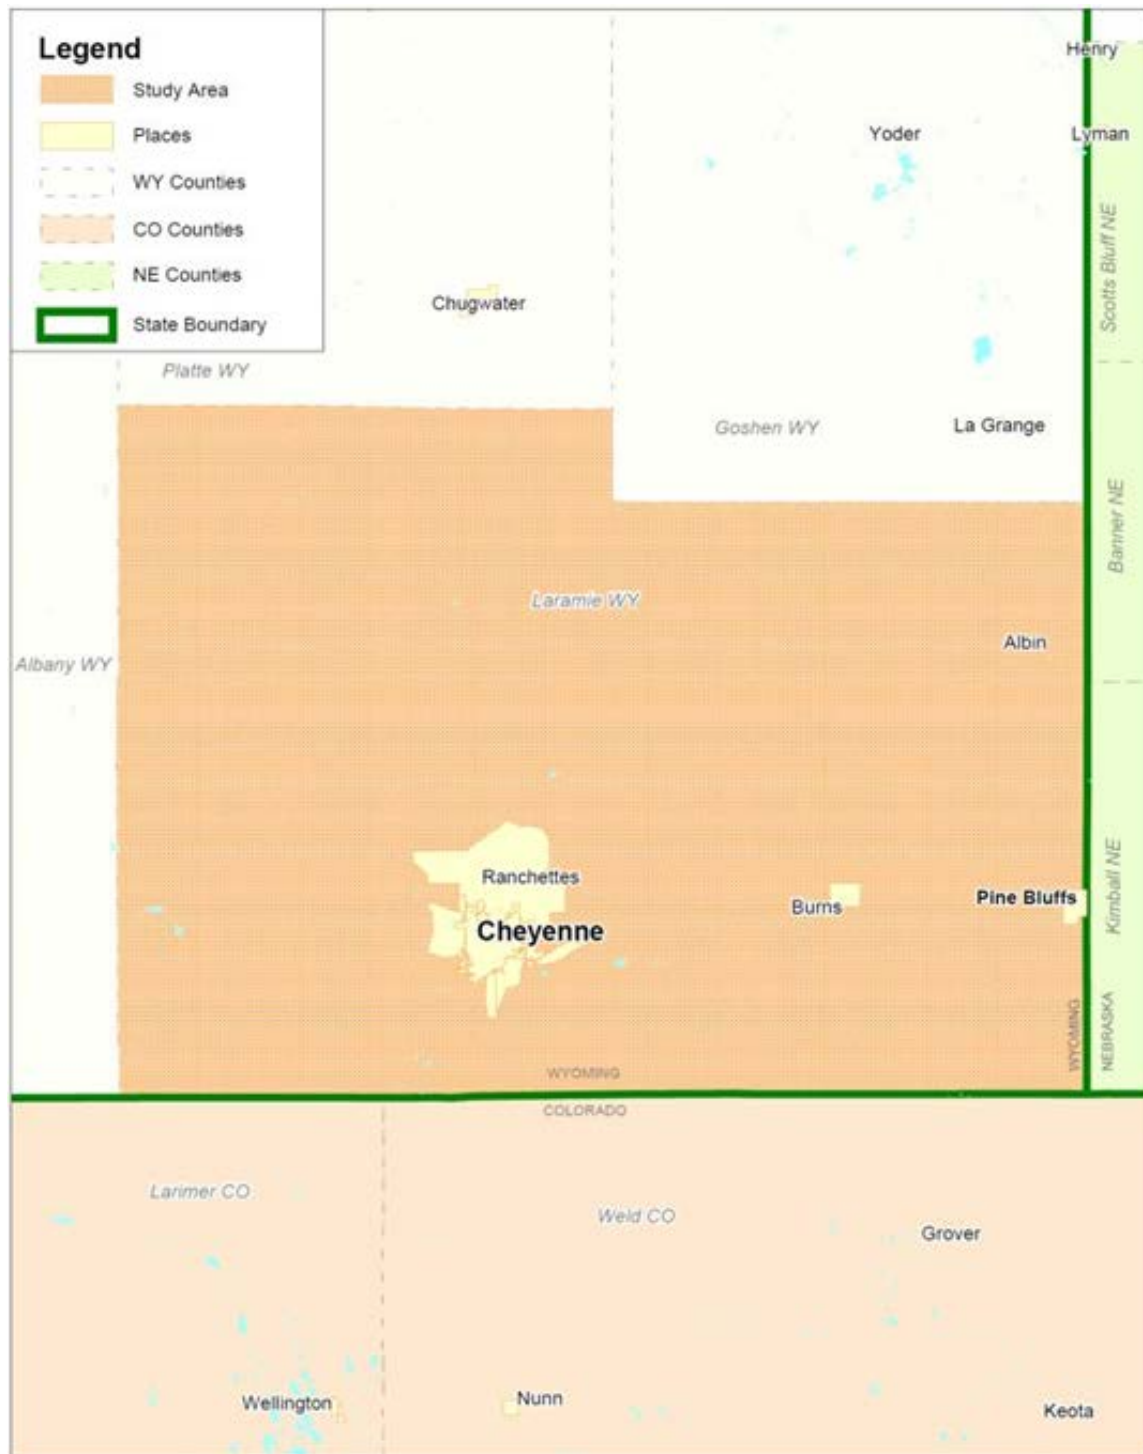 Legend
Study Area
Places
WY Counties
CO Counties
NE Counties
State Boundary
Henry
Yoder
Lyman
Scotts Bluff NE
Chugwater
Platte WY
Goshen WY
La Grange
Banner NE
Laramie WY
Albin
Albany WY
Ranchettes
Cheyenne
Burns
Pine Bluffs
Kimball NE
WYOMING
NEBRASKA
WYOMING
COLORADO
Larimer CO
Weld CO
Grover
Wellington
Nunn
Keota